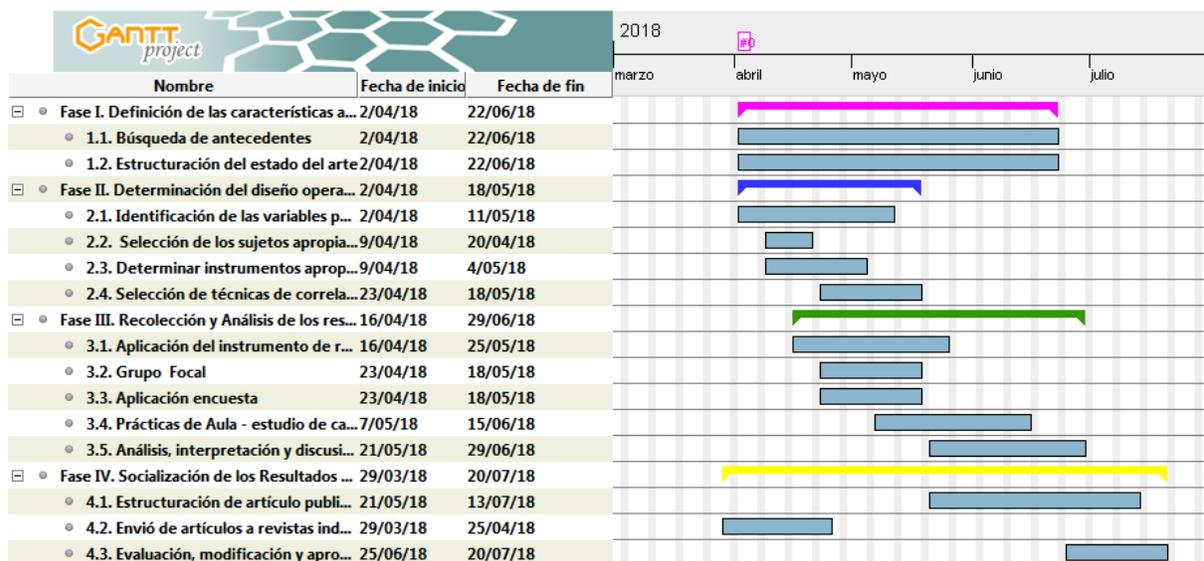 GANTT
project
2018
#0
marzo abril mayo junio julio
Nombre Fecha de inicio Fecha de fin
Fase I. Definición de las características a... 2/04/18 22/06/18
1.1. Búsqueda de antecedentes 2/04/18 22/06/18
1.2. Estructuración del estado del arte 2/04/18 22/06/18
Fase II. Determinación del diseño opera... 2/04/18 18/05/18
2.1. Identificación de las variables p... 2/04/18 11/05/18
2.2. Selección de los sujetos apropia... 9/04/18 20/04/18
2.3. Determinar instrumentos aprop... 9/04/18 4/05/18
2.4. Selección de técnicas de correla... 23/04/18 18/05/18
Fase III. Recolección y Análisis de los res... 16/04/18 29/06/18
3.1. Aplicación del instrumento de r... 16/04/18 25/05/18
3.2. Grupo Focal 23/04/18 18/05/18
3.3. Aplicación encuesta 23/04/18 18/05/18
3.4. Prácticas de Aula - estudio de ca... 7/05/18 15/06/18
3.5. Análisis, interpretación y discusi... 21/05/18 29/06/18
Fase IV. Socialización de los Resultados ... 29/03/18 20/07/18
4.1. Estructuración de artículo publi... 21/05/18 13/07/18
4.2. Envió de artículos a revistas ind... 29/03/18 25/04/18
4.3. Evaluación, modificación y apro... 25/06/18 20/07/18